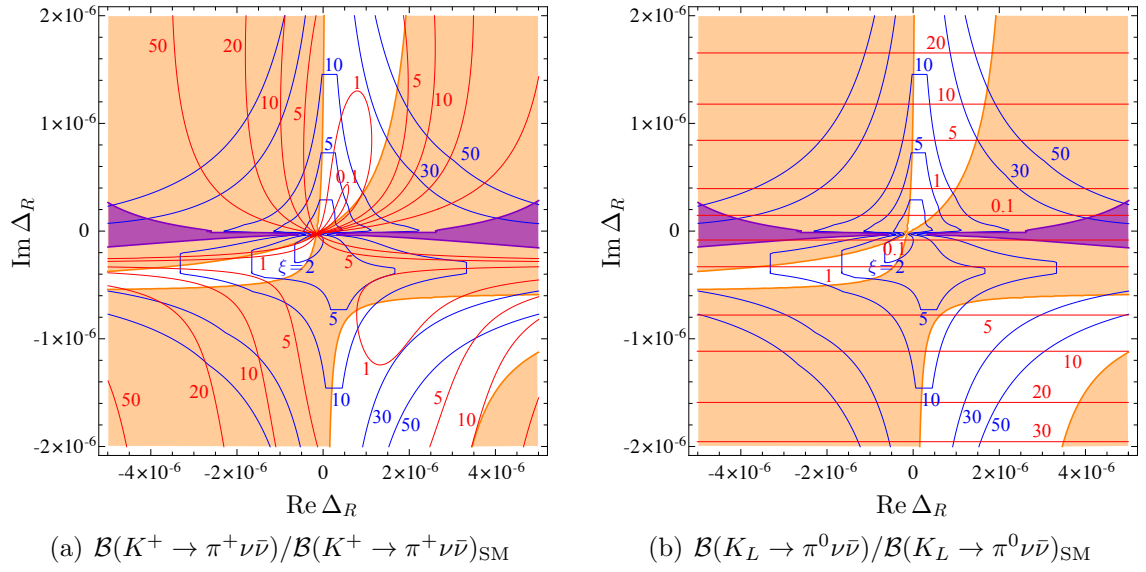 2×10⁻⁶
1×10⁻⁶
0
-1×10⁻⁶
-2×10⁻⁶
Im Δ_R
-4×10⁻⁶ -2×10⁻⁶ 0 2×10⁻⁶ 4×10⁻⁶
Re Δ_R
50 20 10 1 5 50
10 5 10
5 30
0.1
1 ξ=2 5
5
5 1
10 5
20 10 30 10
50 50
(a) B(K⁺ → π⁺νν̄)/B(K⁺ → π⁺νν̄)_SM
2×10⁻⁶
1×10⁻⁶
0
-1×10⁻⁶
-2×10⁻⁶
Im Δ_R
-4×10⁻⁶ -2×10⁻⁶ 0 2×10⁻⁶ 4×10⁻⁶
Re Δ_R
20
10 10
5 5 50
30
1
0.1
0.1
1 ξ=2
5 5
10
10 20
30 50
30
(b) B(K_L → π⁰νν̄)/B(K_L → π⁰νν̄)_SM